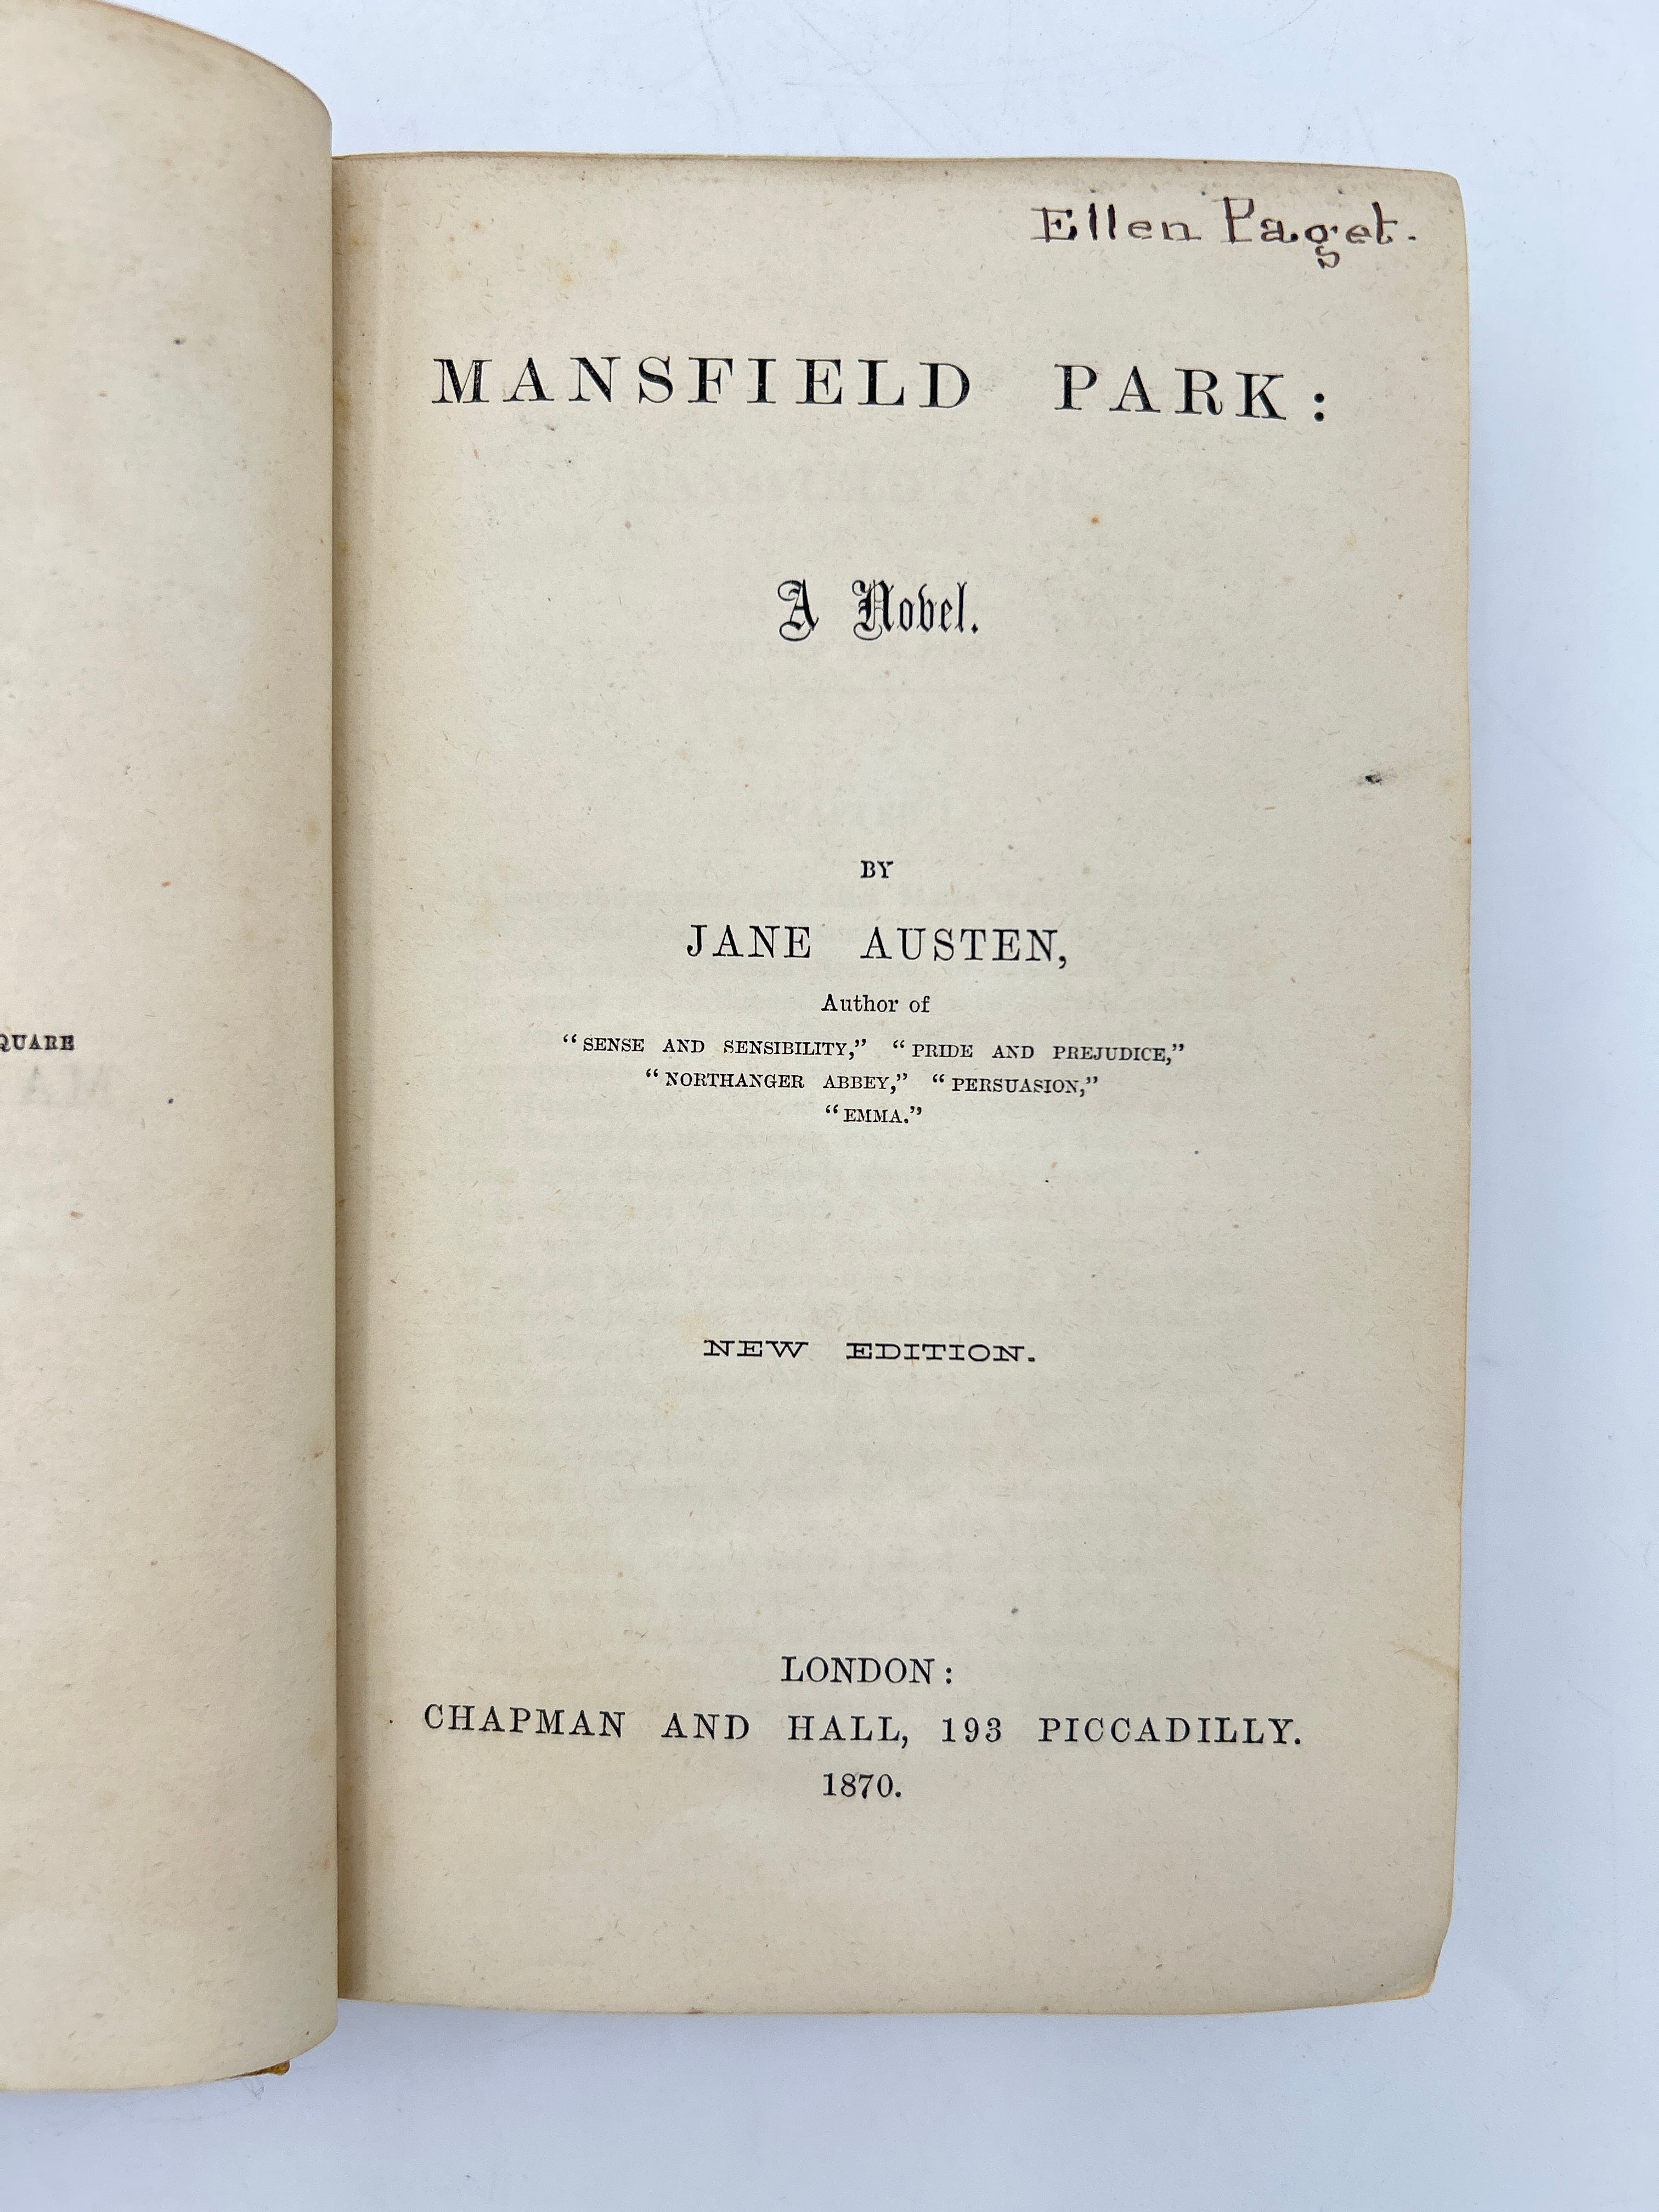 Ellen Paget.
MANSFIELD PARK:
A Novel.
BY
JANE AUSTEN,
Author of
“SENSE AND SENSIBILITY,” “PRIDE AND PREJUDICE,”
“NORTHANGER ABBEY,” “PERSUASION,”
“EMMA.”
NEW EDITION.
LONDON:
CHAPMAN AND HALL, 193 PICCADILLY.
1870.